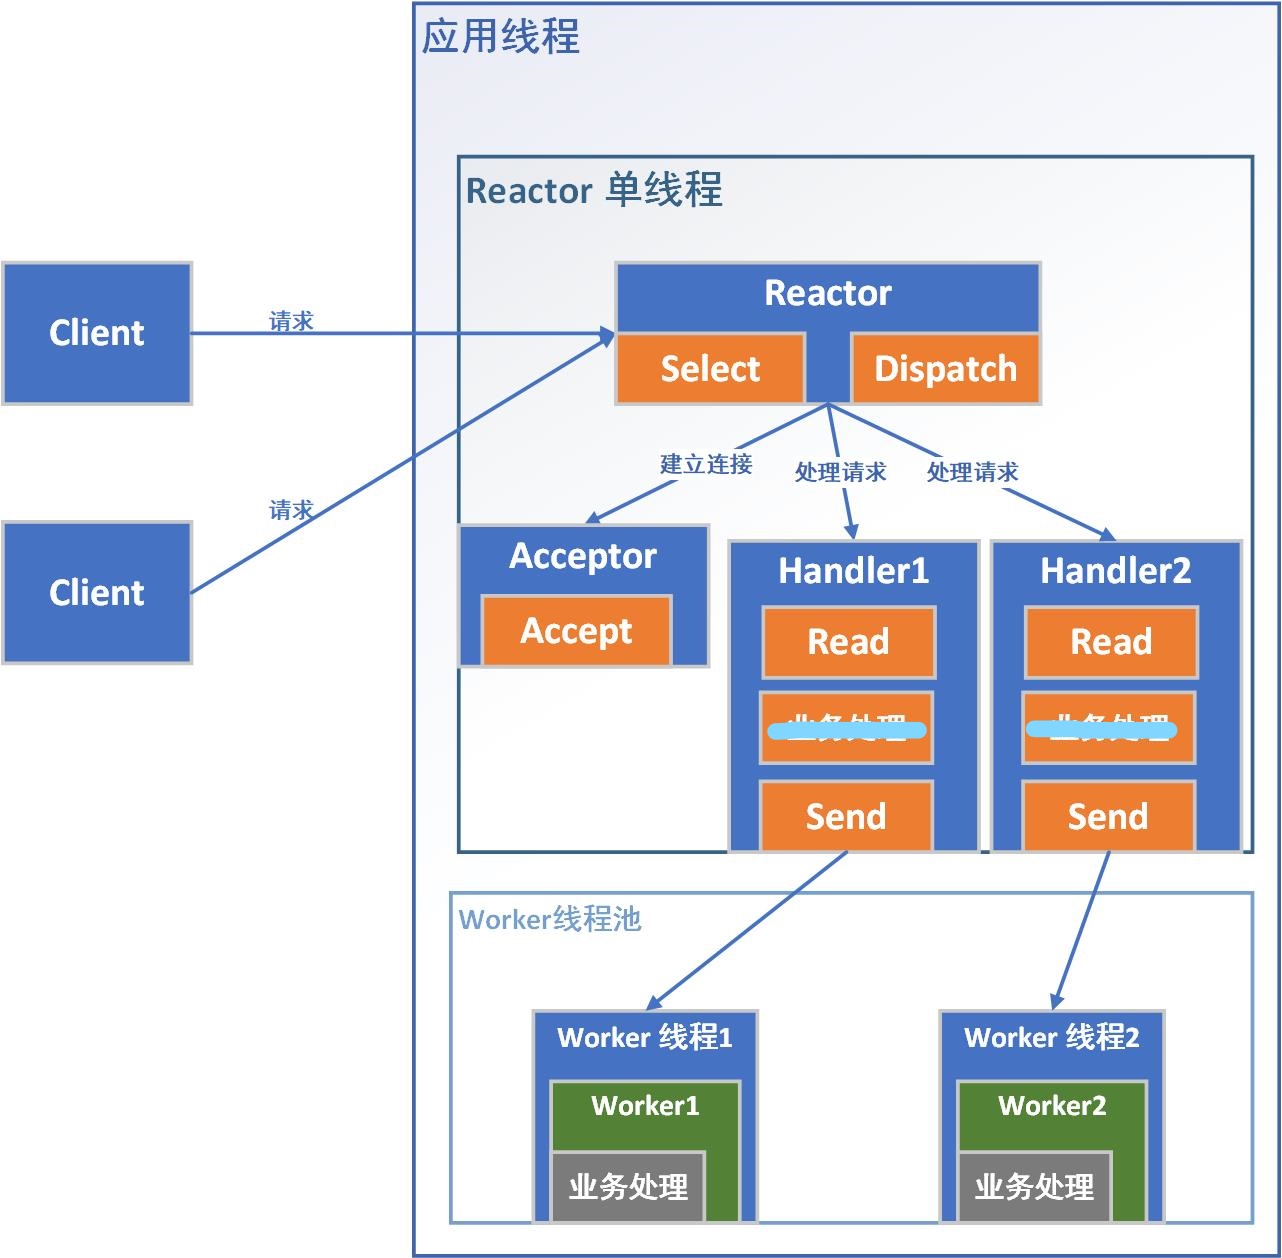 应用线程
Reactor 单线程
Reactor
Select
Dispatch
Client
请求
Client
请求
建立连接
处理请求
处理请求
Acceptor
Accept
Handler1
Read
业务处理
Send
Handler2
Read
业务处理
Send
Worker线程池
Worker 线程1
Worker1
业务处理
Worker 线程2
Worker2
业务处理